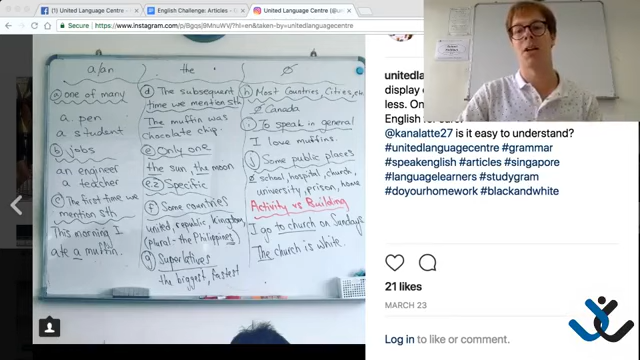 United Language Centre -
English Challenge: Articles - E
United Language Centre (@un
https://www.instagram.com/p/Bgqsj9MnuWV/?hl=en&taken-by=unitedlanguagecentre
a/an
the
Ø
ⓐ one of many
a pen
a student
ⓑ jobs
an engineer
a teacher
ⓒ The first time we
mention sth
This morning I
ate a muffin.
ⓓ The subsequent
time we mention sth
The muffin was
chocolate chip.
ⓔ Only one
the sun, the moon
e.2 Specific
ⓕ Some countries
united, republic, kingdom
(plural - the Philippines)
ⓖ Superlatives
the biggest, fastest
ⓗ Most Countries, Cities, etc
Ø Canada
ⓘ To speak in general
I love muffins.
ⓙ Some public places
Ø school, hospital, church,
university, prison, home
Activity vs Building
I go to church on Sundays
The church is white.
unitedla
display o
less. On
English
@kanalatte27 is it easy to understand?
#unitedlanguagecentre #grammar
#speakenglish #articles #singapore
#languagelearners #studygram
#doyourhomework #blackandwhite
21 likes
MARCH 23
Log in to like or comment.